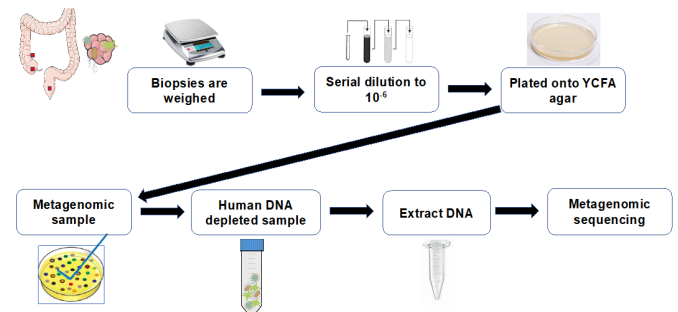 Biopsies are
weighed
Serial dilution to
10⁻⁶
Plated onto YCFA
agar
Metagenomic
sample
Human DNA
depleted sample
Extract DNA
Metagenomic
sequencing